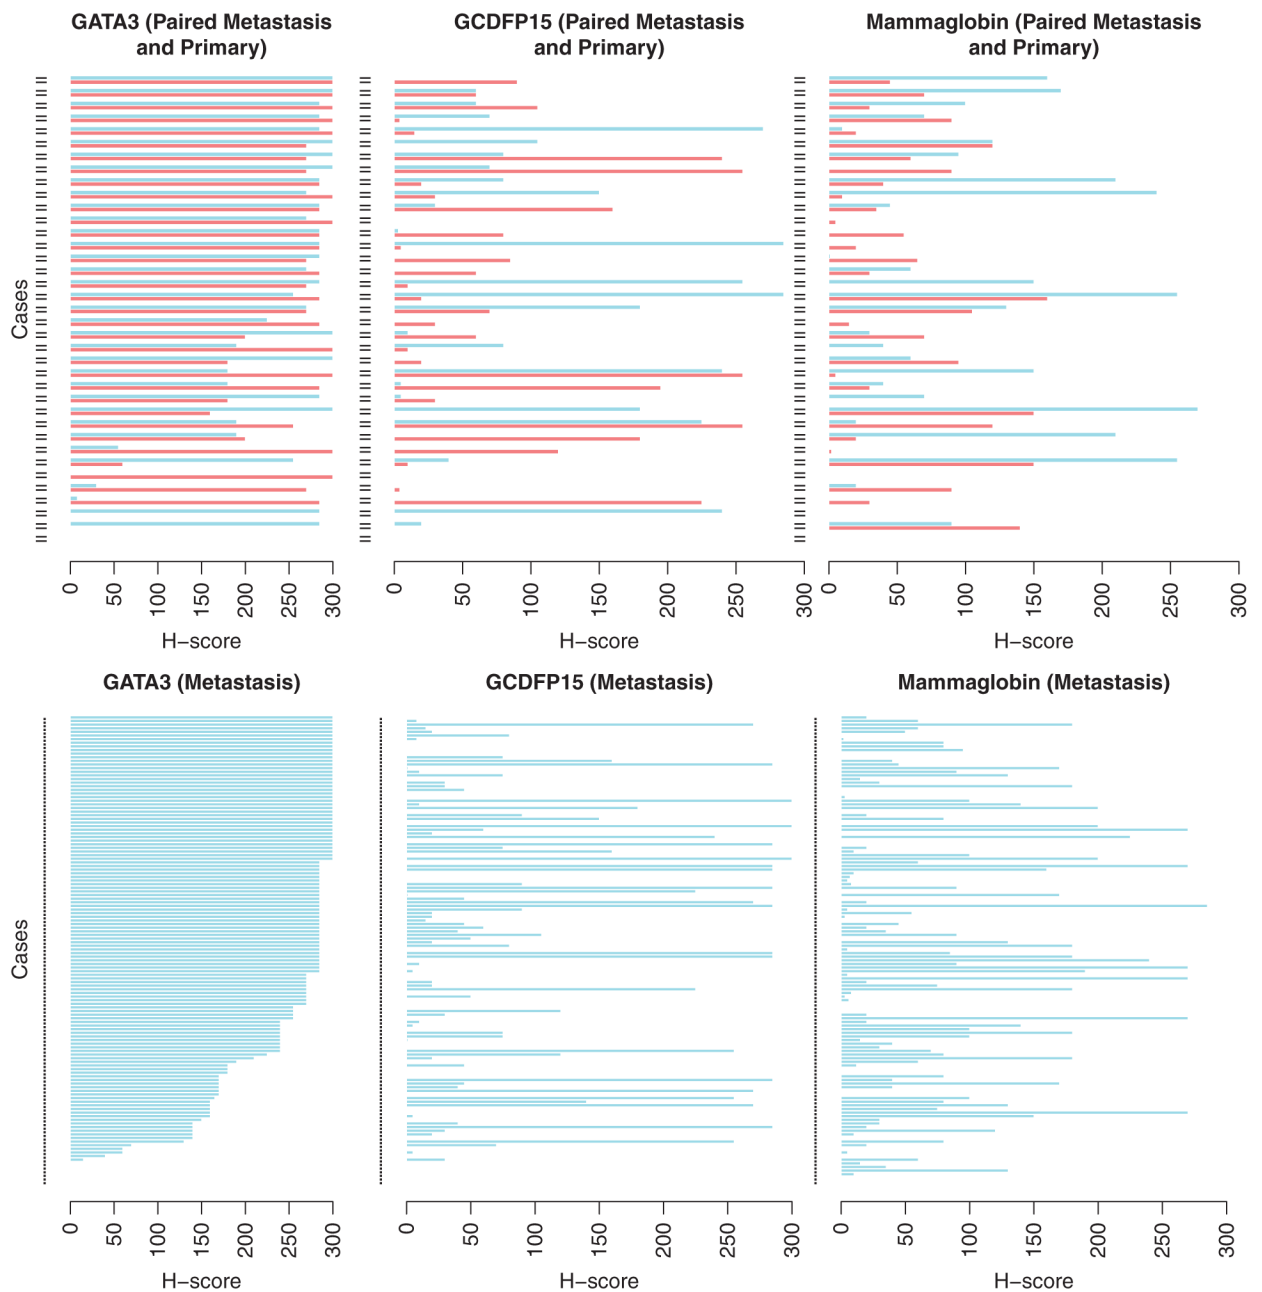 GATA3 (Paired Metastasis
and Primary)
GCDFP15 (Paired Metastasis
and Primary)
Mammaglobin (Paired Metastasis
and Primary)
Cases
0 50 100 150 200 250 300
H−score
0 50 100 150 200 250 300
H−score
0 50 100 150 200 250 300
H−score
GATA3 (Metastasis)
GCDFP15 (Metastasis)
Mammaglobin (Metastasis)
Cases
0 50 100 150 200 250 300
H−score
0 50 100 150 200 250 300
H−score
0 50 100 150 200 250 300
H−score